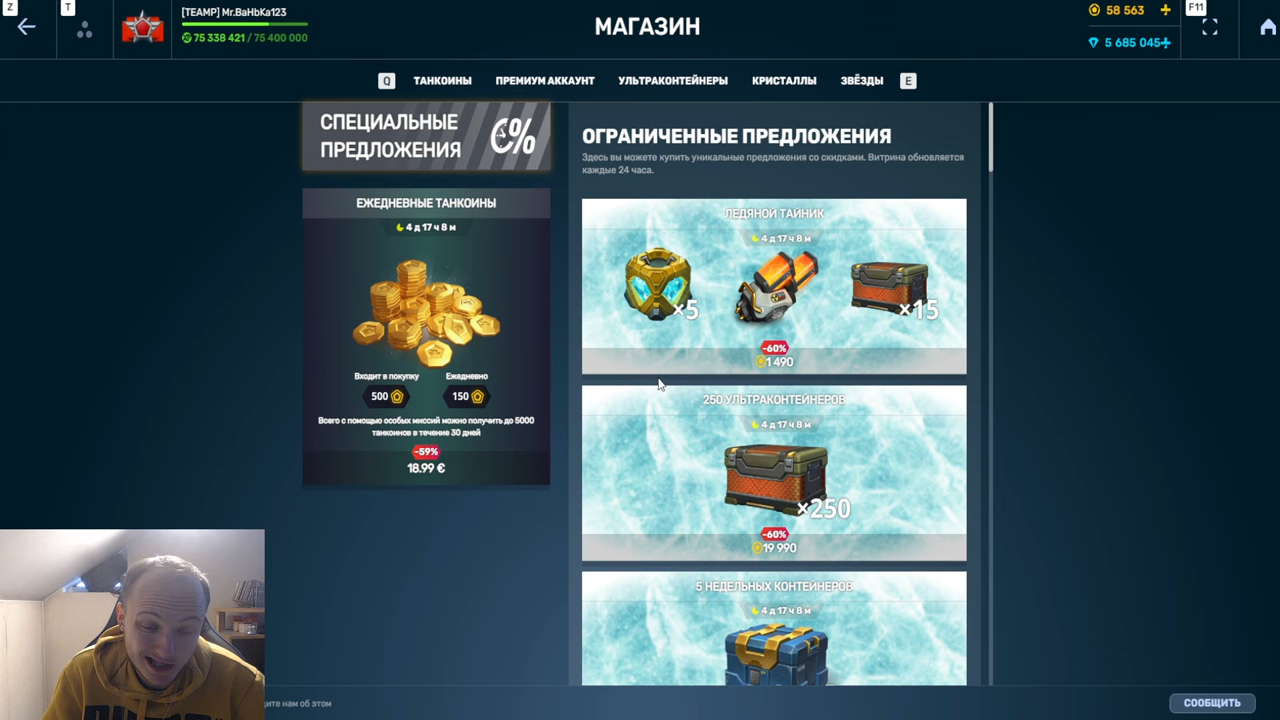 Z
T
[TEAMP] Mr.BaHbKa123
75 338 421 / 75 400 000
МАГАЗИН
58 563 +
5 685 045+
F11
Q ТАНКОИНЫ ПРЕМИУМ АККАУНТ УЛЬТРАКОНТЕЙНЕРЫ КРИСТАЛЛЫ ЗВЁЗДЫ E
СПЕЦИАЛЬНЫЕ
ПРЕДЛОЖЕНИЯ
%
ЕЖЕДНЕВНЫЕ ТАНКОИНЫ
4 д 17 ч 8 м
Входит в покупку Ежедневно
500 150
Всего с помощью особых миссий можно получить до 5000
танкоинов в течение 30 дней
-59%
18.99 €
ОГРАНИЧЕННЫЕ ПРЕДЛОЖЕНИЯ
Здесь вы можете купить уникальные предложения со скидками. Витрина обновляется
каждые 24 часа.
ЛЕДЯНОЙ ТАЙНИК
4 д 17 ч 8 м
×5 ×15
-60%
1 490
250 УЛЬТРАКОНТЕЙНЕРОВ
4 д 17 ч 8 м
×250
-60%
19 990
5 НЕДЕЛЬНЫХ КОНТЕЙНЕРОВ
4 д 17 ч 8 м
ите нам об этом
СООБЩИТЬ